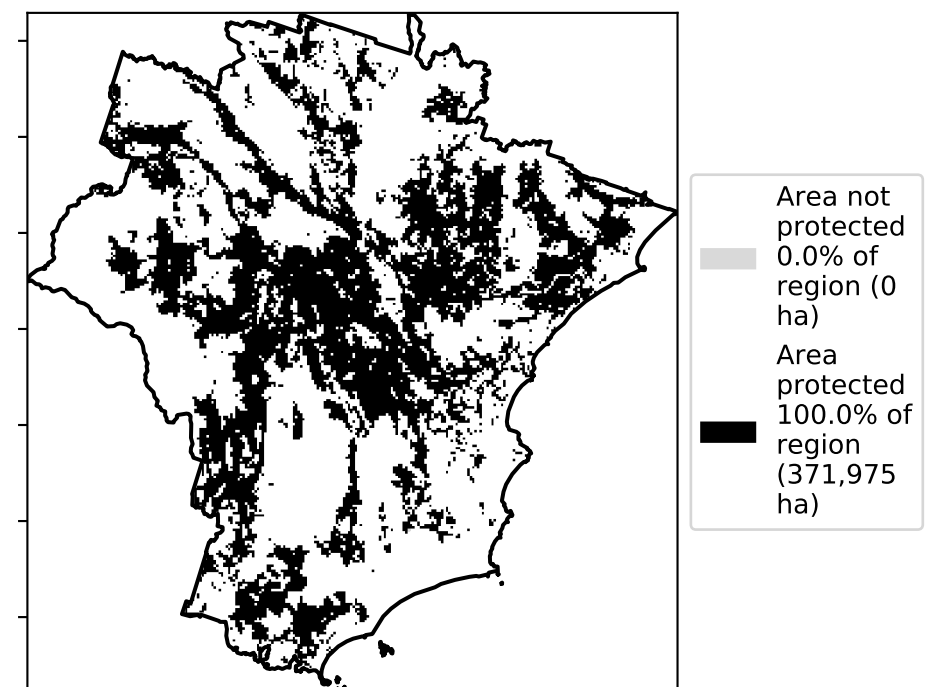 Area not
protected
0.0% of
region (0
ha)
Area
protected
100.0% of
region
(371,975
ha)